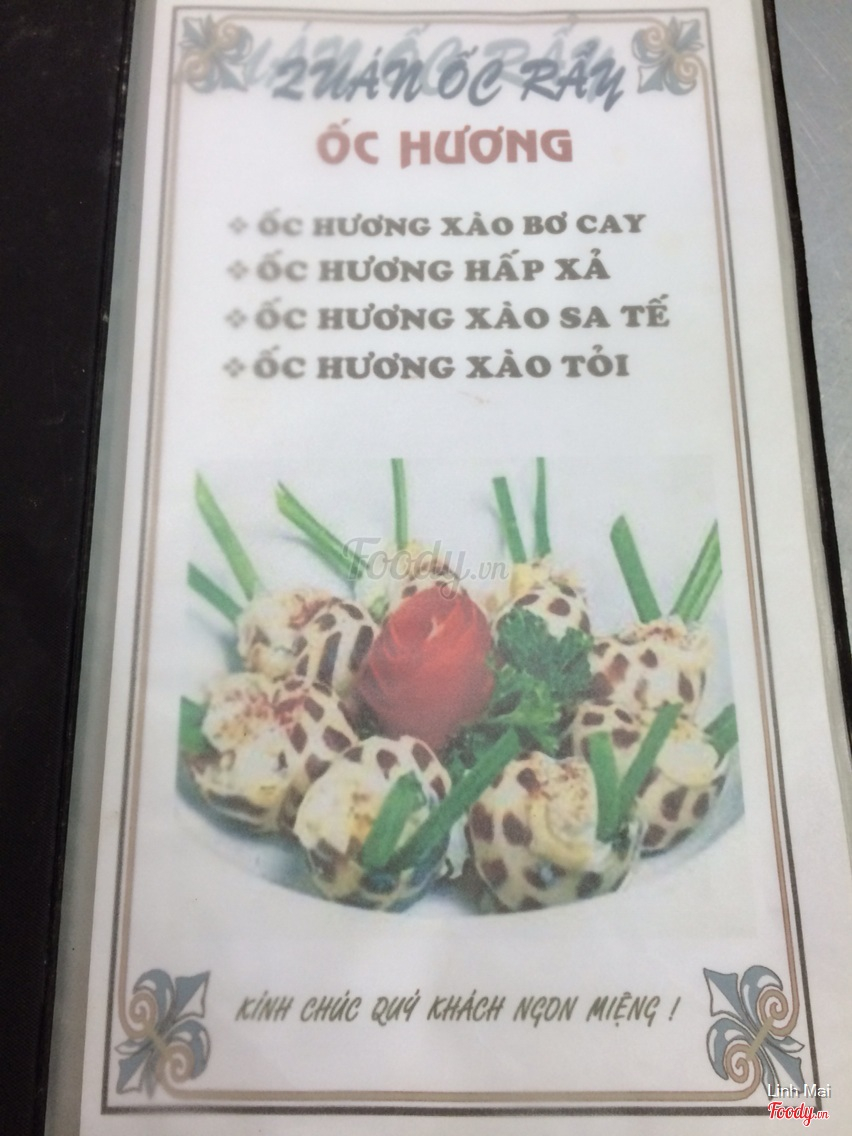 QUÁN ỐC RẨY
ỐC HƯƠNG
❖ ỐC HƯƠNG XÀO BƠ CAY
❖ ỐC HƯƠNG HẤP XẢ
❖ ỐC HƯƠNG XÀO SA TẾ
❖ ỐC HƯƠNG XÀO TỎI
Foody.vn
KÍNH CHÚC QUÝ KHÁCH NGON MIỆNG !
Linh Mai
Foody.vn